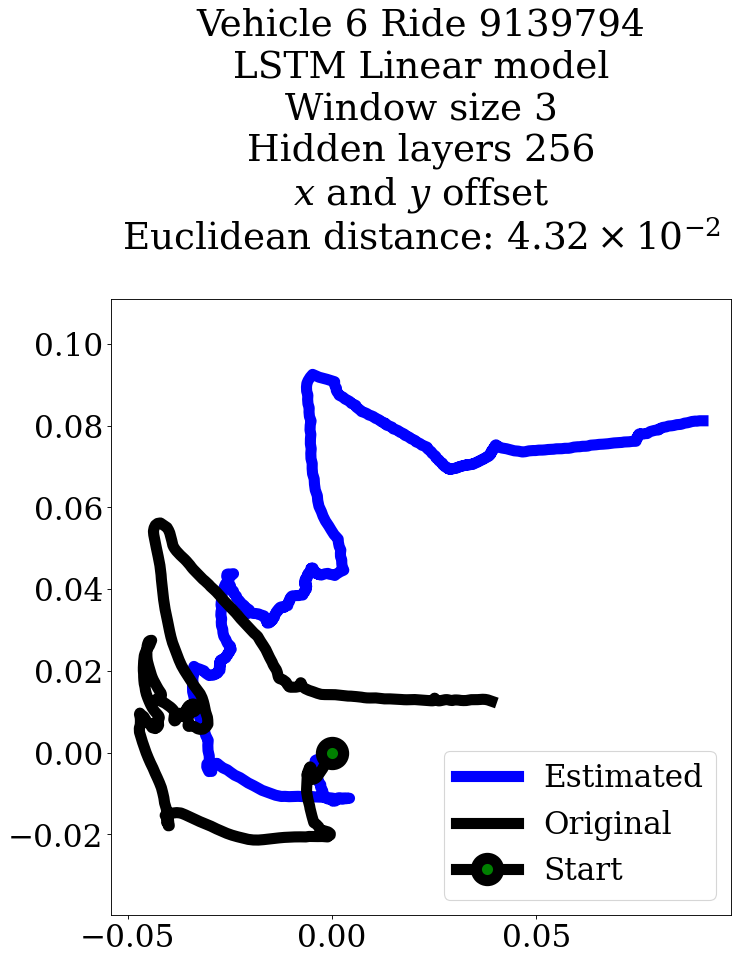 Vehicle 6 Ride 9139794
LSTM Linear model
Window size 3
Hidden layers 256
x and y offset
Euclidean distance: 4.32 × 10⁻²
0.10
0.08
0.06
0.04
0.02
0.00
−0.02
−0.05 0.00 0.05
Estimated
Original
Start